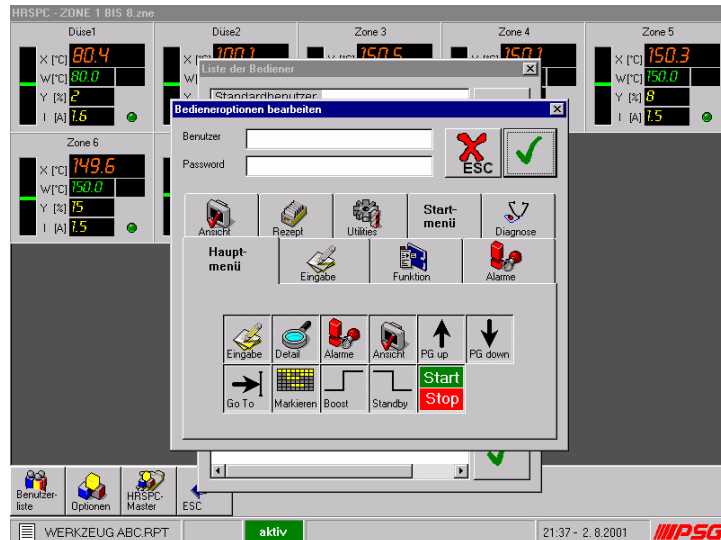 HRSPC - ZONE 1 BIS 8.zne
Düse1 Düse2 Zone 3 Zone 4 Zone 5
X [°C] 80.4
W[°C] 80.0
Y [%] 2
I [A] 1.6
X [°C] 100.1
W[
Y
150.5
150.1
X [°C] 150.3
W[°C] 150.0
Y [%] 8
I [A] 1.5
Zone 6
X [°C] 149.6
W[°C] 150.0
Y [%] 15
I [A] 1.5
Liste der Bediener
Standardbenutzer
Bedieneroptionen bearbeiten
Benutzer
Password
ESC
Ansicht Rezept Utilities Start-
menü Diagnose
Haupt-
menü Eingabe Funktion Alarme
Eingabe Detail Alarme Ansicht PG up PG down
Go To Markieren Boost Standby Start
Stop
Benutzer-
liste Optionen HRSPC-
Master ESC
WERKZEUG ABC.RPT aktiv 21:37 - 2. 8.2001 PSG